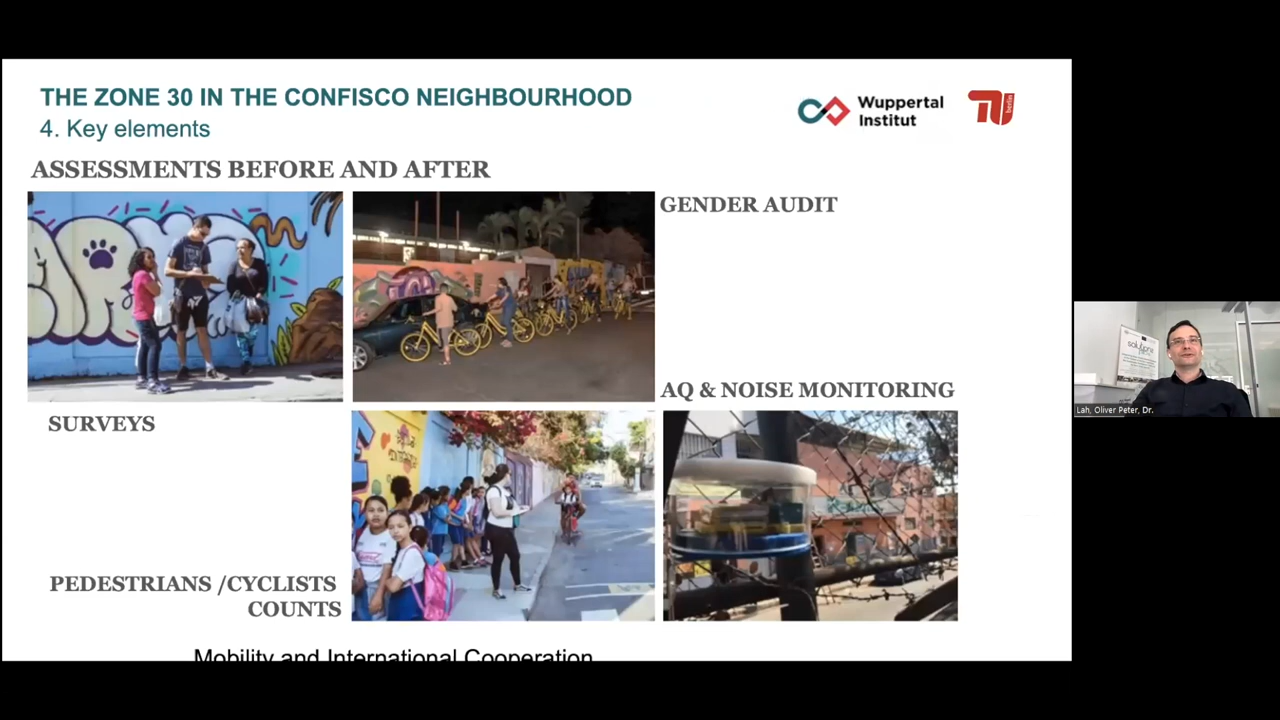 THE ZONE 30 IN THE CONFISCO NEIGHBOURHOOD
4. Key elements
Wuppertal
Institut
berlin
ASSESSMENTS BEFORE AND AFTER
GENDER AUDIT
AQ & NOISE MONITORING
SURVEYS
PEDESTRIANS /CYCLISTS
COUNTS
Mobility and International Cooperation
Lah, Oliver Peter, Dr.